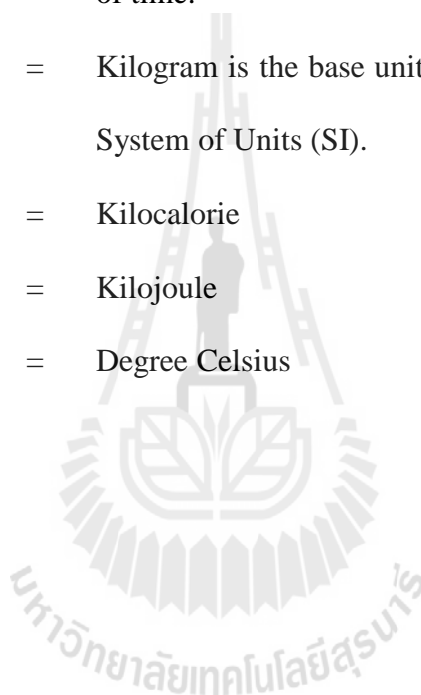 of time.
= Kilogram is the base unit
System of Units (SI).
= Kilocalorie
= Kilojoule
= Degree Celsius
มหาวิทยาลัยเทคโนโลยีสุรนารี